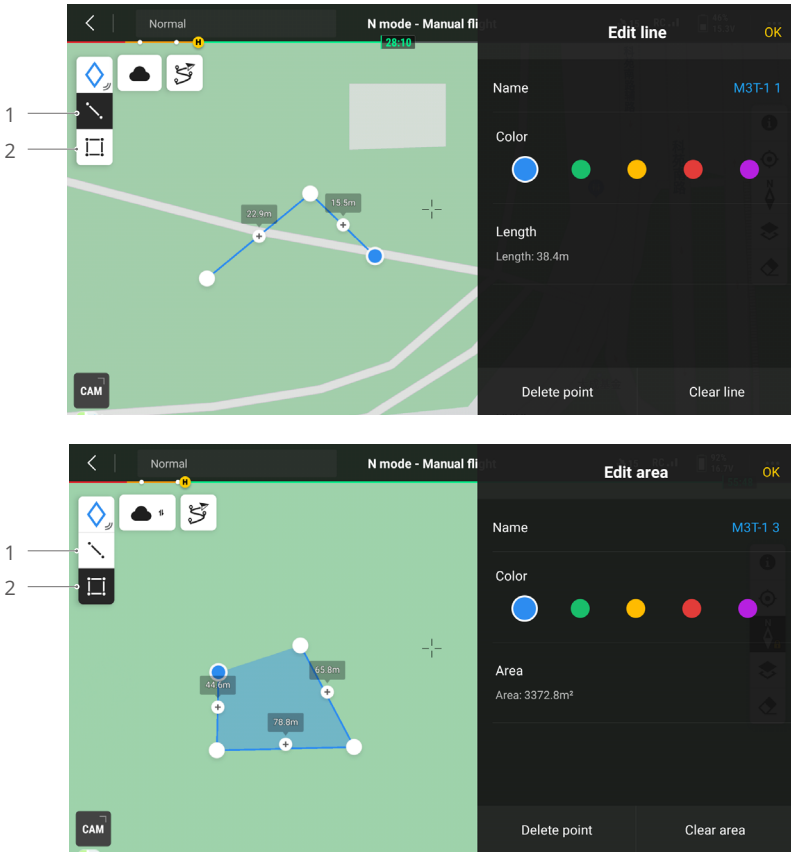 Normal
N mode - Manual flight
Edit line
OK
28:10
1
2
Name
M3T-1 1
Color
22.9m
15.5m
Length
Length: 38.4m
CAM
Delete point
Clear line
Normal
N mode - Manual flight
Edit area
OK
1
2
Name
M3T-1 3
Color
Area
Area: 3372.8m²
65.8m
44.6m
78.8m
CAM
Delete point
Clear area